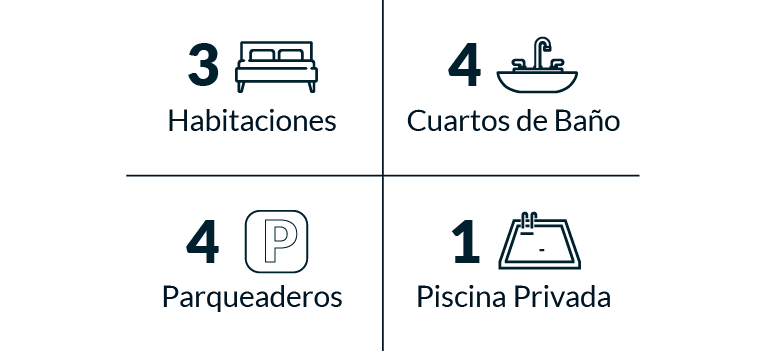 3
Habitaciones
4
Cuartos de Baño
4 P
Parqueaderos
1
Piscina Privada